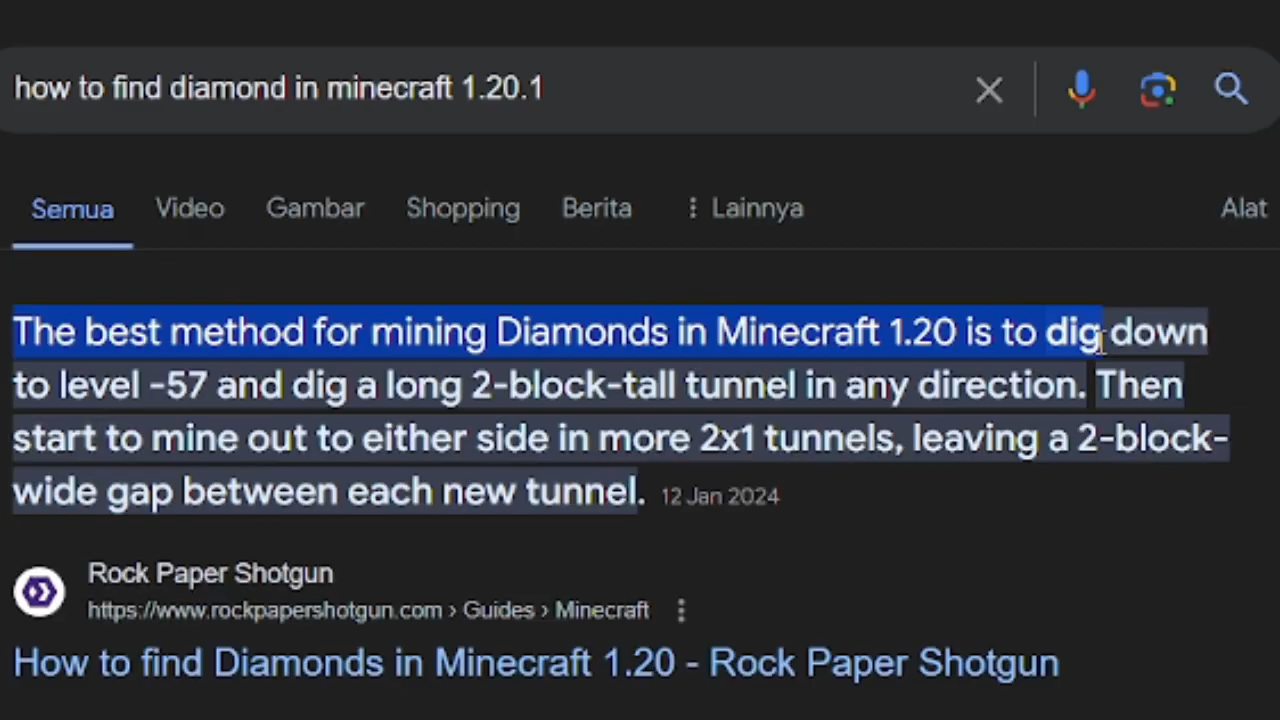 how to find diamond in minecraft 1.20.1
Semua Video Gambar Shopping Berita Lainnya Alat
The best method for mining Diamonds in Minecraft 1.20 is to dig down
to level -57 and dig a long 2-block-tall tunnel in any direction. Then
start to mine out to either side in more 2x1 tunnels, leaving a 2-block-
wide gap between each new tunnel. 12 Jan 2024
Rock Paper Shotgun
https://www.rockpapershotgun.com › Guides › Minecraft
How to find Diamonds in Minecraft 1.20 - Rock Paper Shotgun